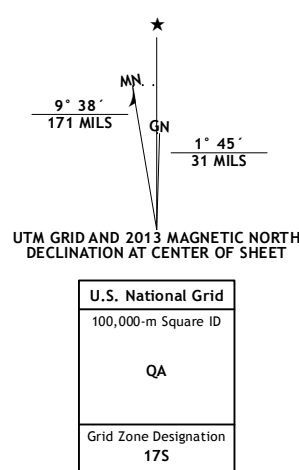 ★
MN
9° 38´
171 MILS
GN
1° 45´
31 MILS
UTM GRID AND 2013 MAGNETIC NORTH
DECLINATION AT CENTER OF SHEET
U.S. National Grid
100,000-m Square ID
QA
Grid Zone Designation
17S